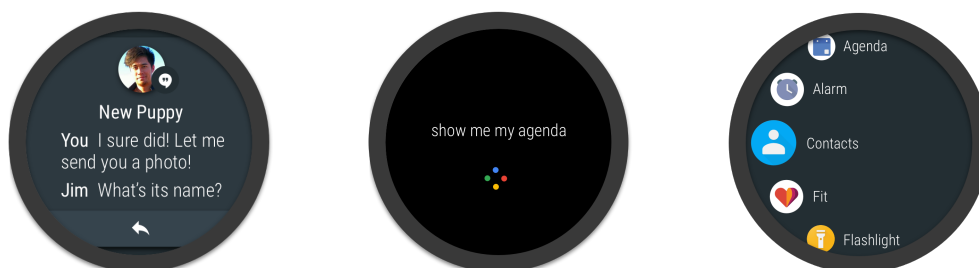 New Puppy
You I sure did! Let me
send you a photo!
Jim What's its name?
show me my agenda
Agenda
Alarm
Contacts
Fit
Flashlight